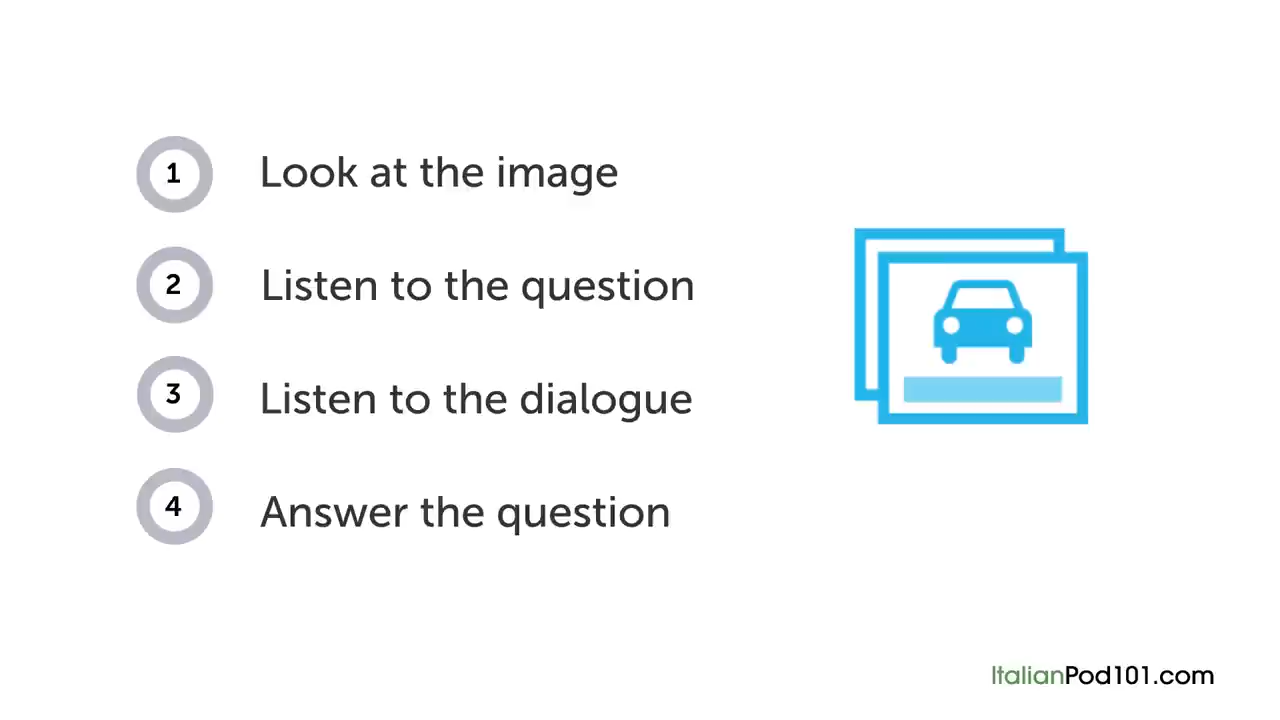 1 Look at the image
2 Listen to the question
3 Listen to the dialogue
4 Answer the question
ItalianPod101.com